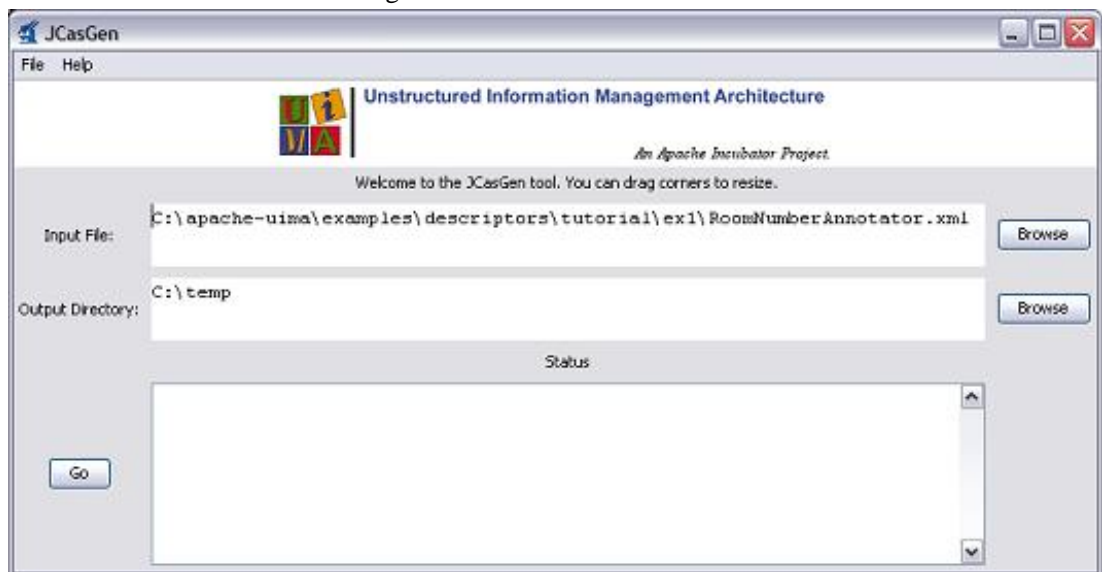 JCasGen
File Help
UiMA
Unstructured Information Management Architecture
An Apache Incubator Project.
Welcome to the JCasGen tool. You can drag corners to resize.
Input File:
C:\apache-uima\examples\descriptors\tutorial\ex1\RoomNumberAnnotator.xml
Browse
Output Directory:
C:\temp
Browse
Status
Go